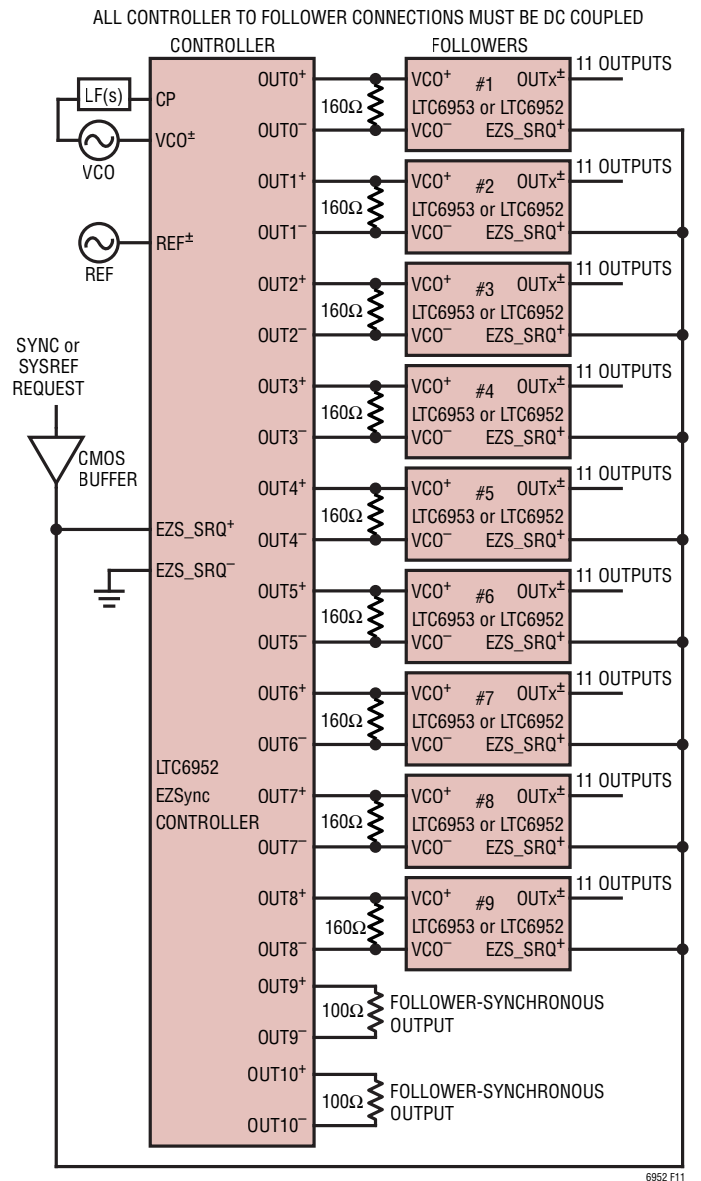 ALL CONTROLLER TO FOLLOWER CONNECTIONS MUST BE DC COUPLED
CONTROLLER
FOLLOWERS
LF(s)
CP
VCO±
VCO
REF±
REF
SYNC or
SYSREF
REQUEST
CMOS
BUFFER
EZS_SRQ+
EZS_SRQ–
LTC6952
EZSync
CONTROLLER
OUT0+
160Ω
OUT0–
VCO+ #1 OUTx±
LTC6953 or LTC6952
VCO– EZS_SRQ+
11 OUTPUTS
OUT1+
160Ω
OUT1–
VCO+ #2 OUTx±
LTC6953 or LTC6952
VCO– EZS_SRQ+
11 OUTPUTS
OUT2+
160Ω
OUT2–
VCO+ #3 OUTx±
LTC6953 or LTC6952
VCO– EZS_SRQ+
11 OUTPUTS
OUT3+
160Ω
OUT3–
VCO+ #4 OUTx±
LTC6953 or LTC6952
VCO– EZS_SRQ+
11 OUTPUTS
OUT4+
160Ω
OUT4–
VCO+ #5 OUTx±
LTC6953 or LTC6952
VCO– EZS_SRQ+
11 OUTPUTS
OUT5+
160Ω
OUT5–
VCO+ #6 OUTx±
LTC6953 or LTC6952
VCO– EZS_SRQ+
11 OUTPUTS
OUT6+
160Ω
OUT6–
VCO+ #7 OUTx±
LTC6953 or LTC6952
VCO– EZS_SRQ+
11 OUTPUTS
OUT7+
160Ω
OUT7–
VCO+ #8 OUTx±
LTC6953 or LTC6952
VCO– EZS_SRQ+
11 OUTPUTS
OUT8+
160Ω
OUT8–
VCO+ #9 OUTx±
LTC6953 or LTC6952
VCO– EZS_SRQ+
11 OUTPUTS
OUT9+
100Ω
OUT9–
FOLLOWER-SYNCHRONOUS
OUTPUT
OUT10+
100Ω
OUT10–
FOLLOWER-SYNCHRONOUS
OUTPUT
6952 F11